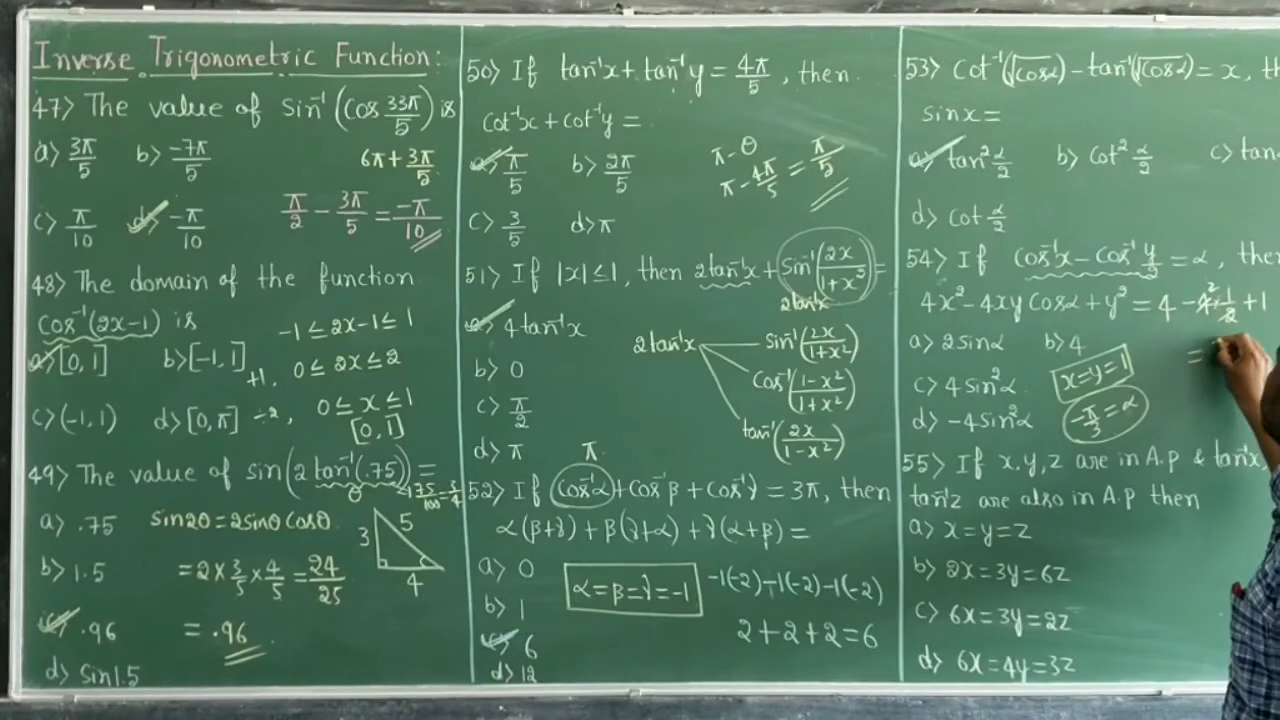 Inverse Trigonometric Function:
47) The value of sin⁻¹(cos 33π/5) is
a) 3π/5 b) -7π/5
6π + 3π/5
c) π/10 d) -π/10
π/2 - 3π/5 = -π/10
48) The domain of the function
cos⁻¹(2x-1) is
-1 ≤ 2x-1 ≤ 1
a) [0,1] b) [-1,1]
+1, 0 ≤ 2x ≤ 2
c) (-1,1) d) [0,π]
÷2, 0 ≤ x ≤ 1
[0,1]
49) The value of sin(2 tan⁻¹(.75)) =
θ 75/100 = 3/4
a) .75 sin2θ = 2sinθ cosθ
3 5 4
b) 1.5 = 2 × 3/5 × 4/5 = 24/25
c) .96 = .96
d) sin1.5
50) If tan⁻¹x + tan⁻¹y = 4π/5, then
cot⁻¹x + cot⁻¹y =
a) π/5 b) 2π/5
π - θ
π - 4π/5 = π/5
c) 3/5 d) π
51) If |x| ≤ 1, then 2tan⁻¹x + sin⁻¹(2x/1+x²) =
2tan⁻¹x
a) 4tan⁻¹x
2tan⁻¹x sin⁻¹(2x/1+x²)
b) 0 cos⁻¹(1-x²/1+x²)
c) π/2 tan⁻¹(2x/1-x²)
d) π
π
52) If cos⁻¹α + cos⁻¹β + cos⁻¹γ = 3π, then
α(β+γ) + β(γ+α) + γ(α+β) =
a) 0 α = β = γ = -1 -1(-2) -1(-2) -1(-2)
b) 1
c) 6 2+2+2 = 6
d) 12
53) cot⁻¹(√cosα) - tan⁻¹(√cosα) = x,
sinx =
a) tan² α/2 b) cot² α/2 c) tan
d) cot α/2
54) If cos⁻¹x - cos⁻¹ y/2 = α,
4x² - 4xy cosα + y² = 4 - 4² · 1/2 + 1
a) 2sinα b) 4
=
c) 4sin²α x=y=1
d) -4sin²α -π/3 = α
55) If x, y, z are in A.p & tan⁻¹x,
tan⁻¹z are also in A.p then
a) x = y = z
b) 2x = 3y = 6z
c) 6x = 3y = 2z
d) 6x = 4y = 3z